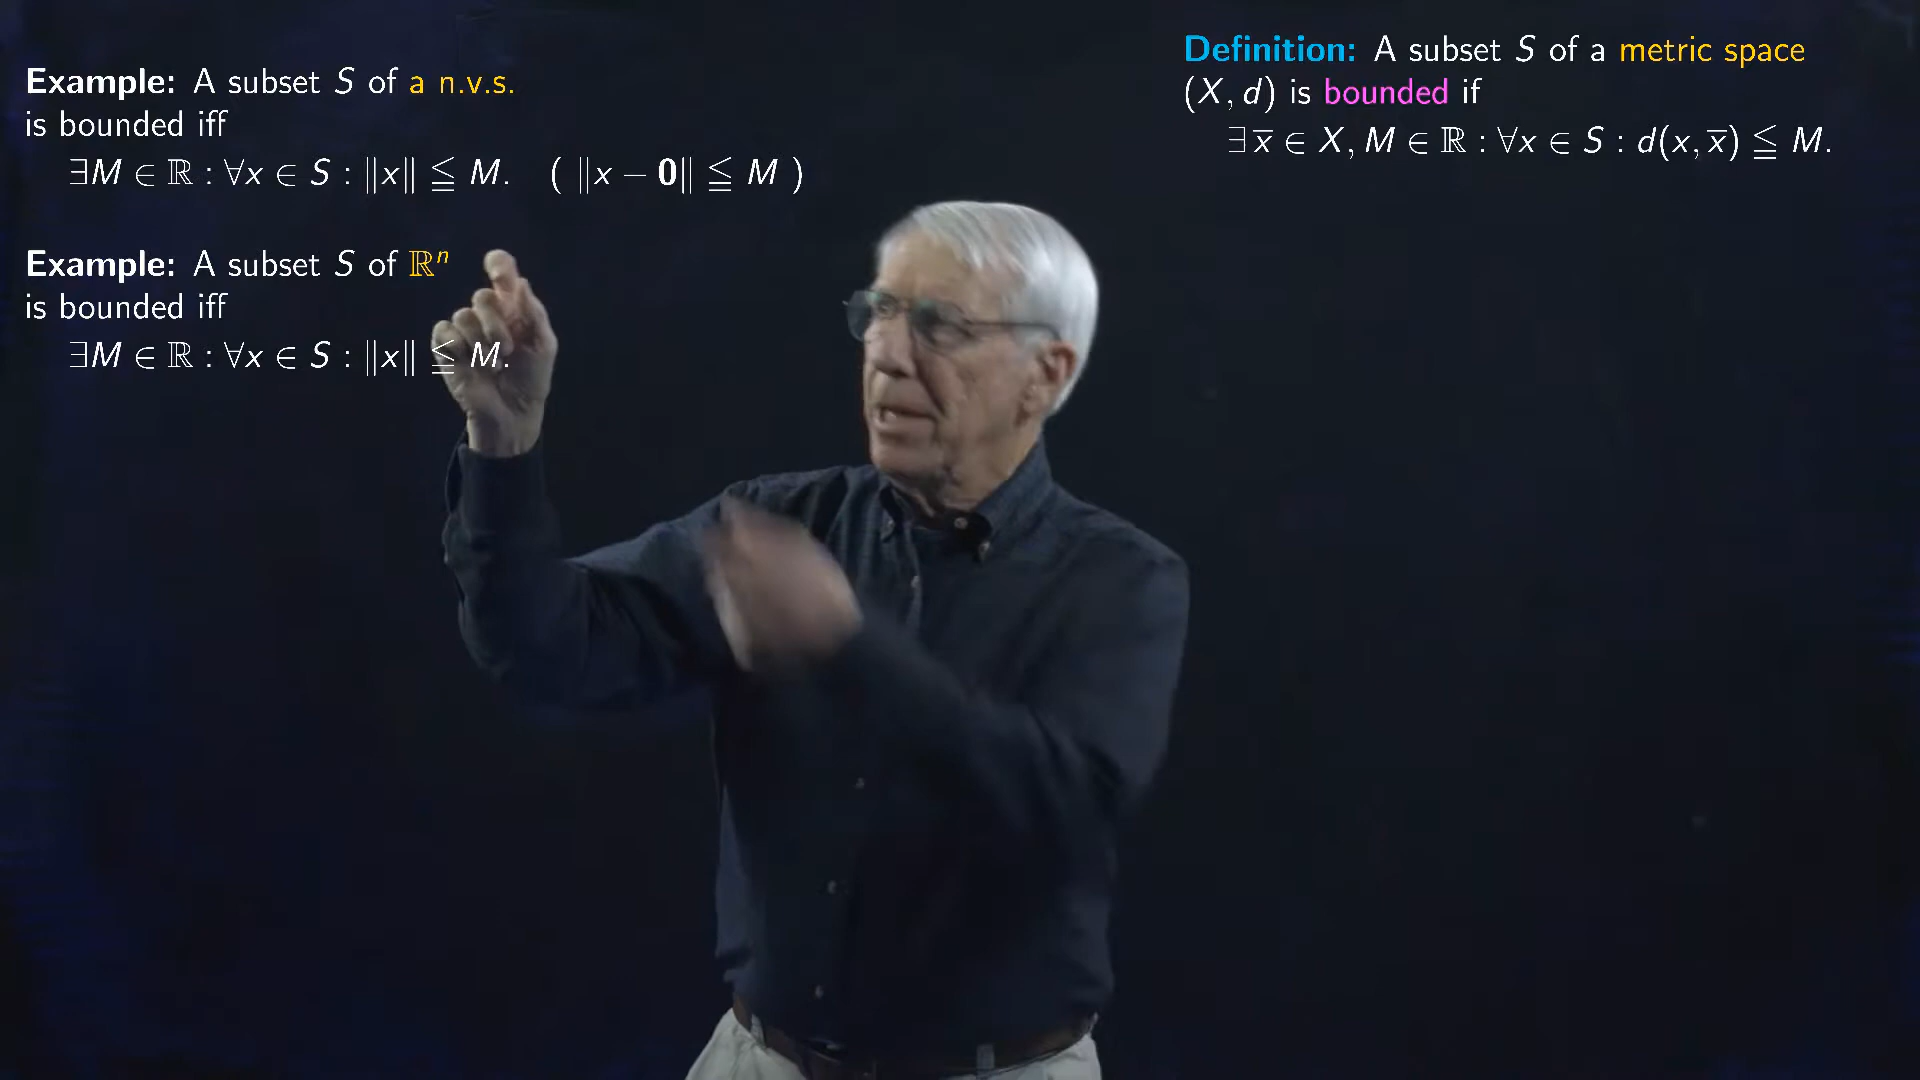 Example: A subset S of a n.v.s.
is bounded iff
∃M ∈ ℝ : ∀x ∈ S : ‖x‖ ≦ M. ( ‖x − 0‖ ≦ M )
Example: A subset S of ℝⁿ
is bounded iff
∃M ∈ ℝ : ∀x ∈ S : ‖x‖ ≦ M.
Definition: A subset S of a metric space
(X, d) is bounded if
∃ x̅ ∈ X, M ∈ ℝ : ∀x ∈ S : d(x, x̅) ≦ M.